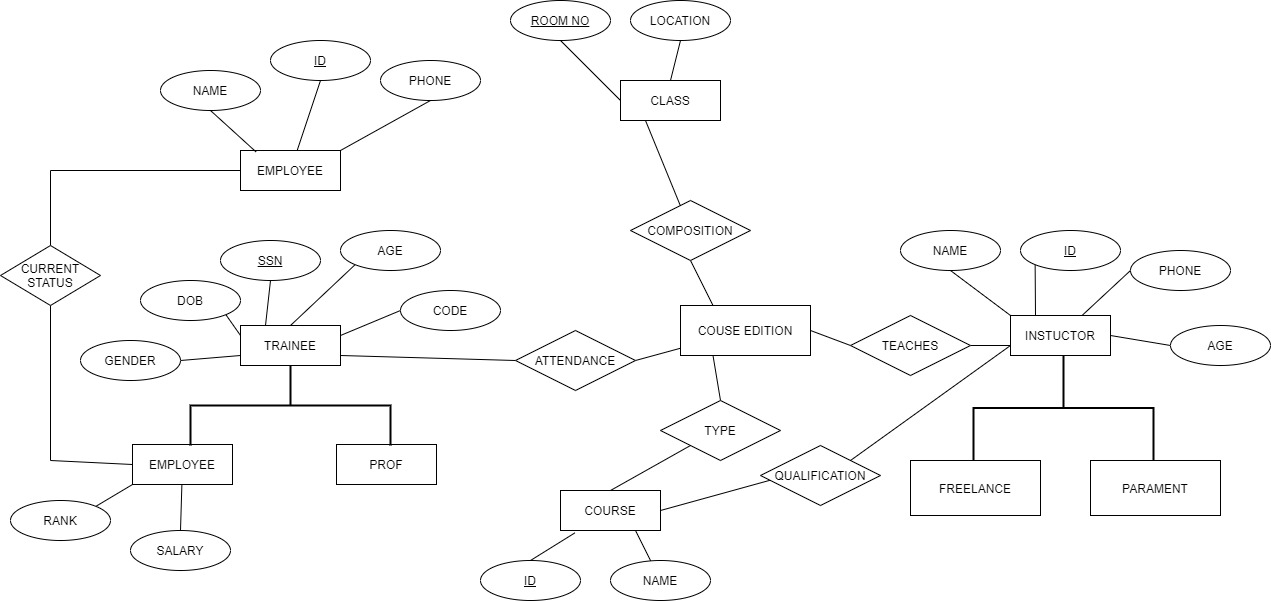 ROOM NO
LOCATION
ID
NAME
PHONE
CLASS
EMPLOYEE
COMPOSITION
SSN
AGE
CURRENT
STATUS
DOB
CODE
NAME
ID
PHONE
GENDER
TRAINEE
ATTENDANCE
COUSE EDITION
TEACHES
INSTUCTOR
AGE
TYPE
EMPLOYEE
PROF
QUALIFICATION
FREELANCE
PARAMENT
RANK
SALARY
COURSE
ID
NAME